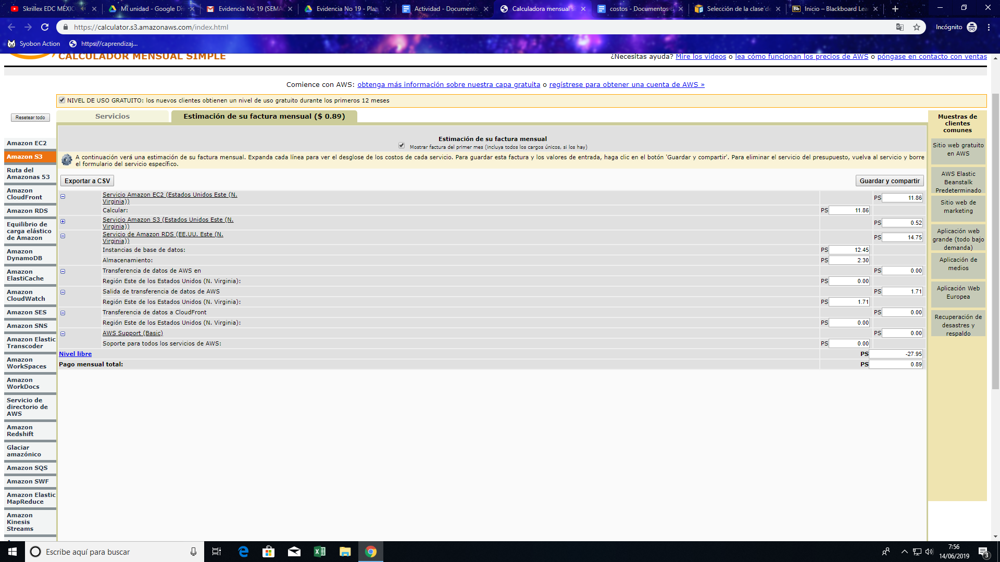 Skrillex EDC MÉXIC
Mi unidad - Google Dri
Evidencia No 19 (SEMA
Evidencia No 19 - Plan
Actividad - Documento
Calculadora mensual si
costos - Documentos d
Selección de la clase de
Bb Inicio – Blackboard Lea
https://calculator.s3.amazonaws.com/index.html
Incógnito
Syobon Action
https://caprendizaj...
CALCULADOR MENSUAL SIMPLE
¿Necesitas ayuda? Mire los videos o lea cómo funcionan los precios de AWS o póngase en contacto con ventas
Comience con AWS: obtenga más información sobre nuestra capa gratuita o regístrese para obtener una cuenta de AWS »
NIVEL DE USO GRATUITO: los nuevos clientes obtienen un nivel de uso gratuito durante los primeros 12 meses
Resetear todo
Servicios
Estimación de su factura mensual ($ 0.89)
Amazon EC2
Amazon S3
Ruta del
Amazonas 53
Amazon
CloudFront
Amazon RDS
Equilibrio de
carga elástico
de Amazon
Amazon
DynamoDB
Amazon
ElastiCache
Amazon
CloudWatch
Amazon SES
Amazon SNS
Amazon Elastic
Transcoder
Amazon
WorkSpaces
Amazon
WorkDocs
Servicio de
directorio de
AWS
Amazon
Redshift
Glaciar
amazónico
Amazon SQS
Amazon SWF
Amazon Elastic
MapReduce
Amazon
Kinesis
Streams
Estimación de su factura mensual
Mostrar factura del primer mes (incluya todos los cargos únicos, si los hay)
A continuación verá una estimación de su factura mensual. Expanda cada línea para ver el desglose de los costos de cada servicio. Para guardar esta factura y los valores de entrada, haga clic en el botón 'Guardar y compartir'. Para eliminar el servicio del presupuesto, vuelva al servicio y borre
el formulario del servicio específico.
Exportar a CSV
Guardar y compartir
Servicio Amazon EC2 (Estados Unidos Este (N.
Virginia))
PS 11.86
Calcular: PS 11.86
Servicio Amazon S3 (Estados Unidos Este (N.
Virginia))
PS 0.52
Servicio de Amazon RDS (EE.UU. Este (N.
Virginia))
PS 14.75
Instancias de base de datos: PS 12.45
Almacenamiento: PS 2.30
Transferencia de datos de AWS en PS 0.00
Región Este de los Estados Unidos (N. Virginia): PS 0.00
Salida de transferencia de datos de AWS PS 1.71
Región Este de los Estados Unidos (N. Virginia): PS 1.71
Transferencia de datos a CloudFront PS 0.00
Región Este de los Estados Unidos (N. Virginia): PS 0.00
AWS Support (Basic) PS 0.00
Soporte para todos los servicios de AWS: PS 0.00
Nivel libre PS -27.95
Pago mensual total: PS 0.89
Muestras de
clientes
comunes
Sitio web gratuito
en AWS
AWS Elastic
Beanstalk
Predeterminado
Sitio web de
marketing
Aplicación web
grande (todo bajo
demanda)
Aplicación de
medios
Aplicación Web
Europea
Recuperación de
desastres y
respaldo
Escribe aquí para buscar
7:56
14/06/2019
3